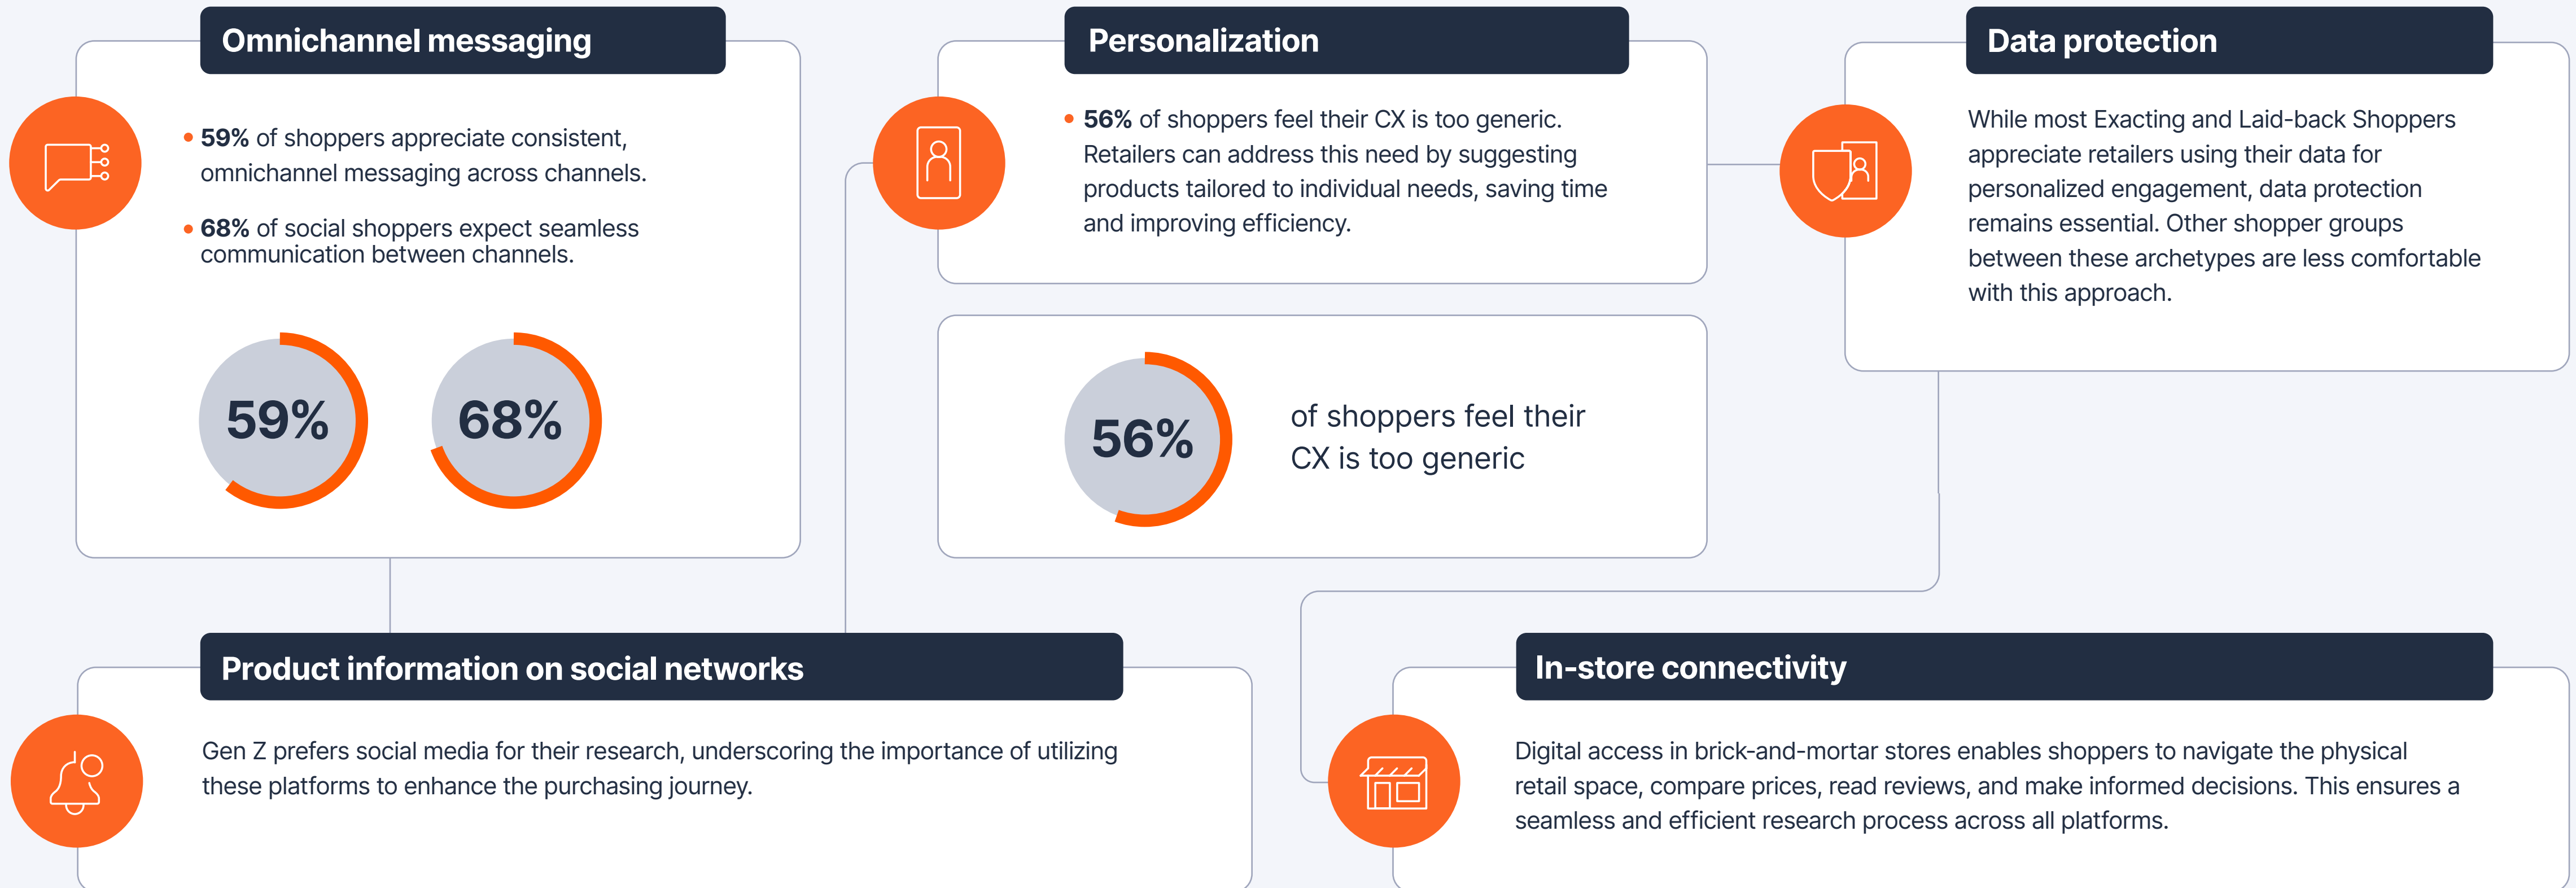 Omnichannel messaging
59% of shoppers appreciate consistent,
omnichannel messaging across channels.
68% of social shoppers expect seamless
communication between channels.
59%
68%
Personalization
56% of shoppers feel their CX is too generic.
Retailers can address this need by suggesting
products tailored to individual needs, saving time
and improving efficiency.
56%
of shoppers feel their
CX is too generic
Data protection
While most Exacting and Laid-back Shoppers
appreciate retailers using their data for
personalized engagement, data protection
remains essential. Other shopper groups
between these archetypes are less comfortable
with this approach.
Product information on social networks
Gen Z prefers social media for their research, underscoring the importance of utilizing
these platforms to enhance the purchasing journey.
In-store connectivity
Digital access in brick-and-mortar stores enables shoppers to navigate the physical
retail space, compare prices, read reviews, and make informed decisions. This ensures a
seamless and efficient research process across all platforms.